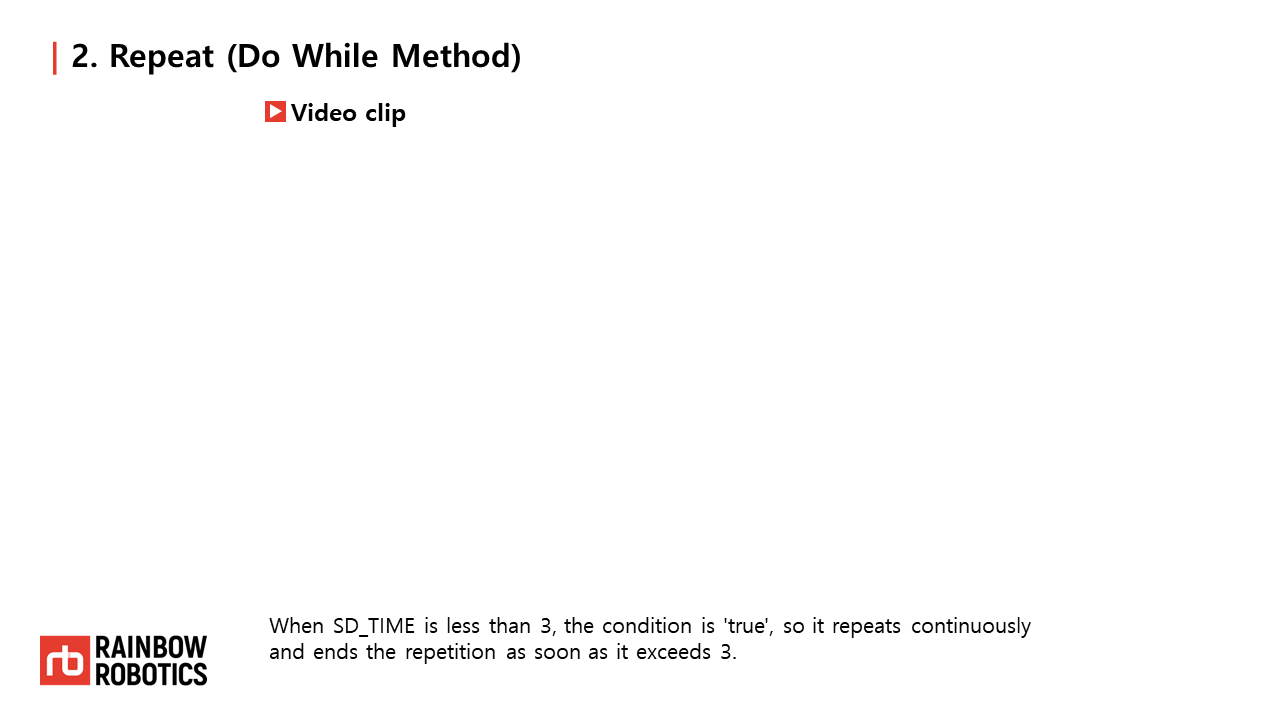 2. Repeat (Do While Method)
Video clip
When SD_TIME is less than 3, the condition is 'true', so it repeats continuously
and ends the repetition as soon as it exceeds 3.
rb
RAINBOW
ROBOTICS